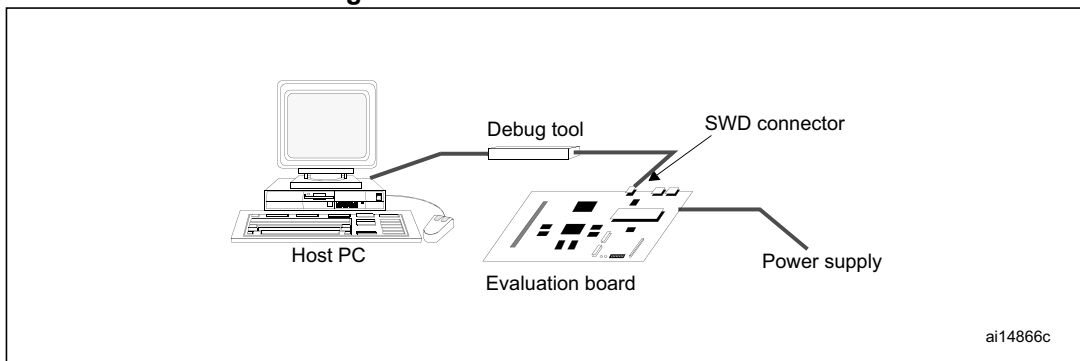 Debug tool
SWD connector
Host PC
Power supply
Evaluation board
ai14866c